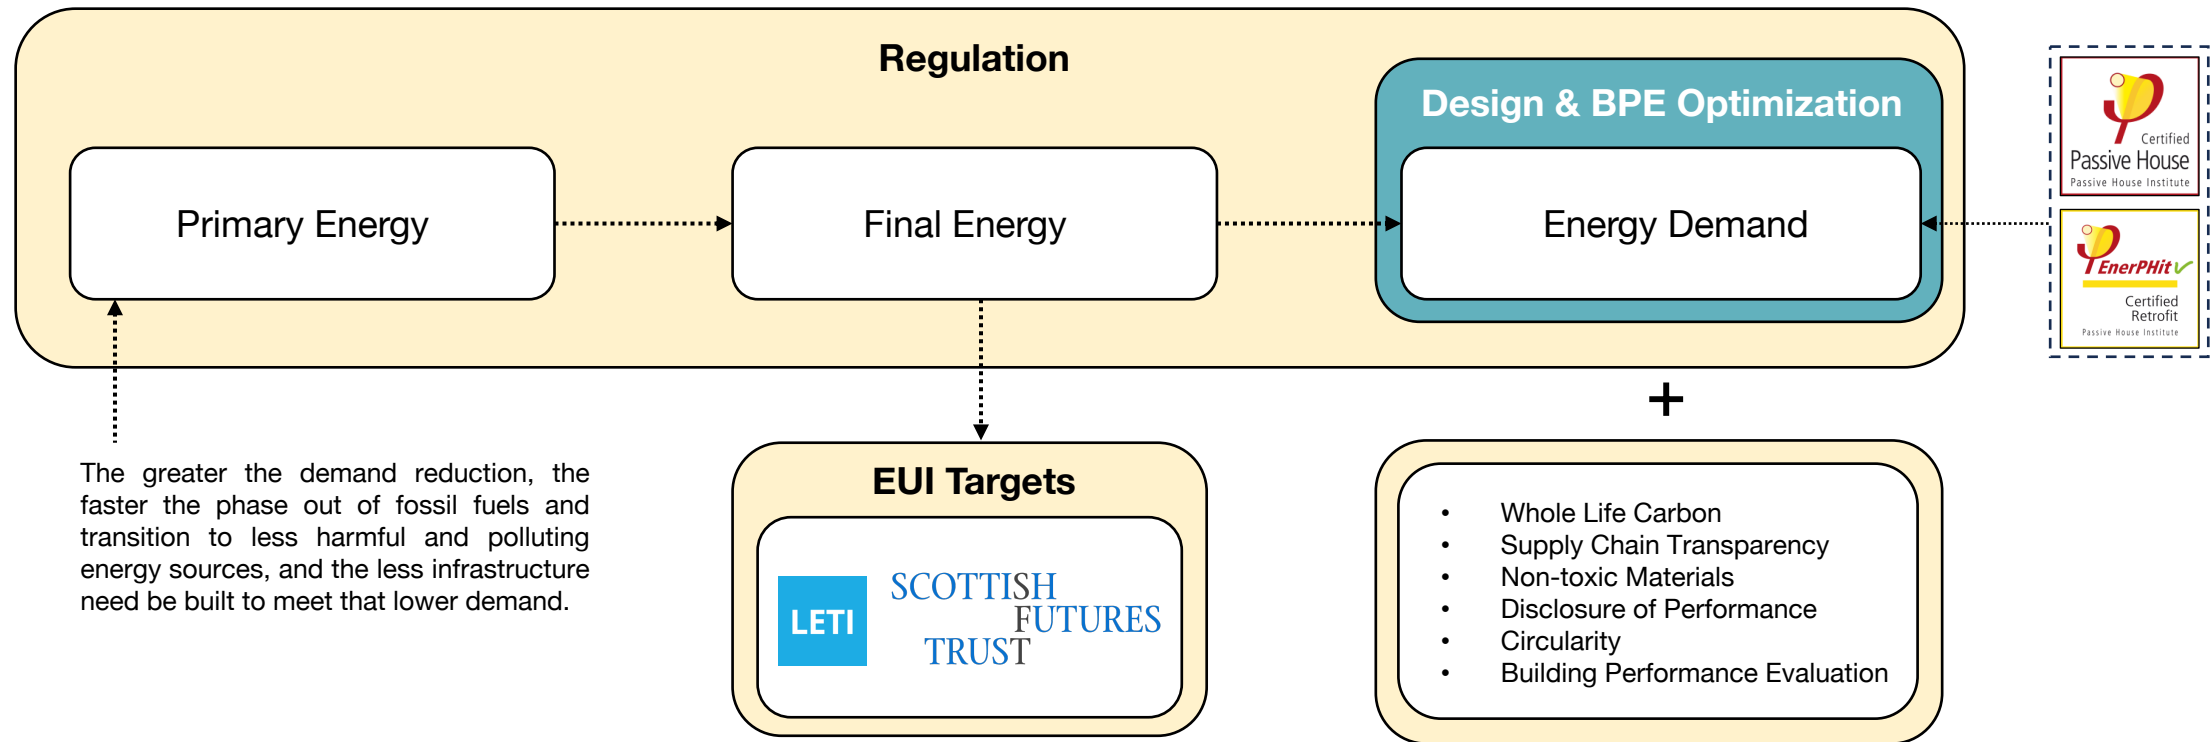 Regulation
Design & BPE Optimization
Primary Energy
Final Energy
Energy Demand
Certified
Passive House
Passive House Institute
EnerPHit
Certified
Retrofit
Passive House Institute
+
The greater the demand reduction, the
faster the phase out of fossil fuels and
transition to less harmful and polluting
energy sources, and the less infrastructure
need be built to meet that lower demand.
EUI Targets
LETI
SCOTTISH
FUTURES
TRUST
• Whole Life Carbon
• Supply Chain Transparency
• Non-toxic Materials
• Disclosure of Performance
• Circularity
• Building Performance Evaluation